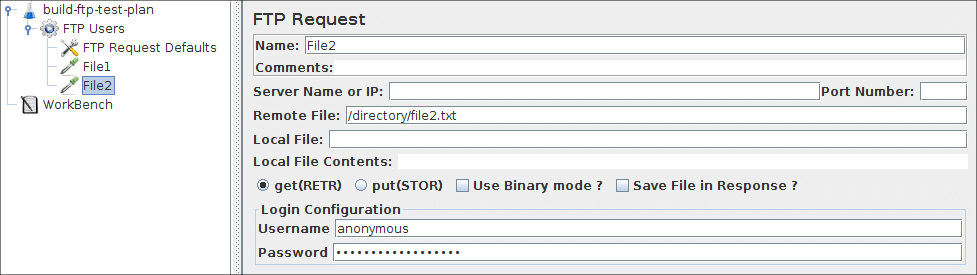 build-ftp-test-plan
FTP Users
FTP Request Defaults
File1
File2
WorkBench
FTP Request
Name: File2
Comments:
Server Name or IP: Port Number:
Remote File: /directory/file2.txt
Local File:
Local File Contents:
get(RETR) put(STOR) Use Binary mode ? Save File in Response ?
Login Configuration
Username anonymous
Password ••••••••••••••••••